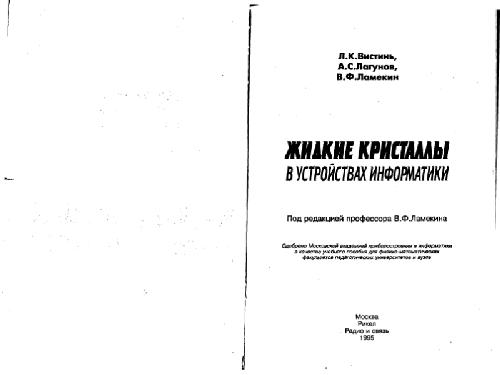 Л.К.Вистинь,
А.С.Лагунов,
В.Ф.Ламекин
ЖИДКИЕ КРИСТАЛЛЫ
В УСТРОЙСТВАХ ИНФОРМАТИКИ
Под редакцией профессора В.Ф.Ламекина
Одобрено Московской академией приборостроения и информатики
в качестве учебного пособия для физико-математических
факультетов педагогических университетов и вузов
Москва
Рикел
Радио и связь
1995